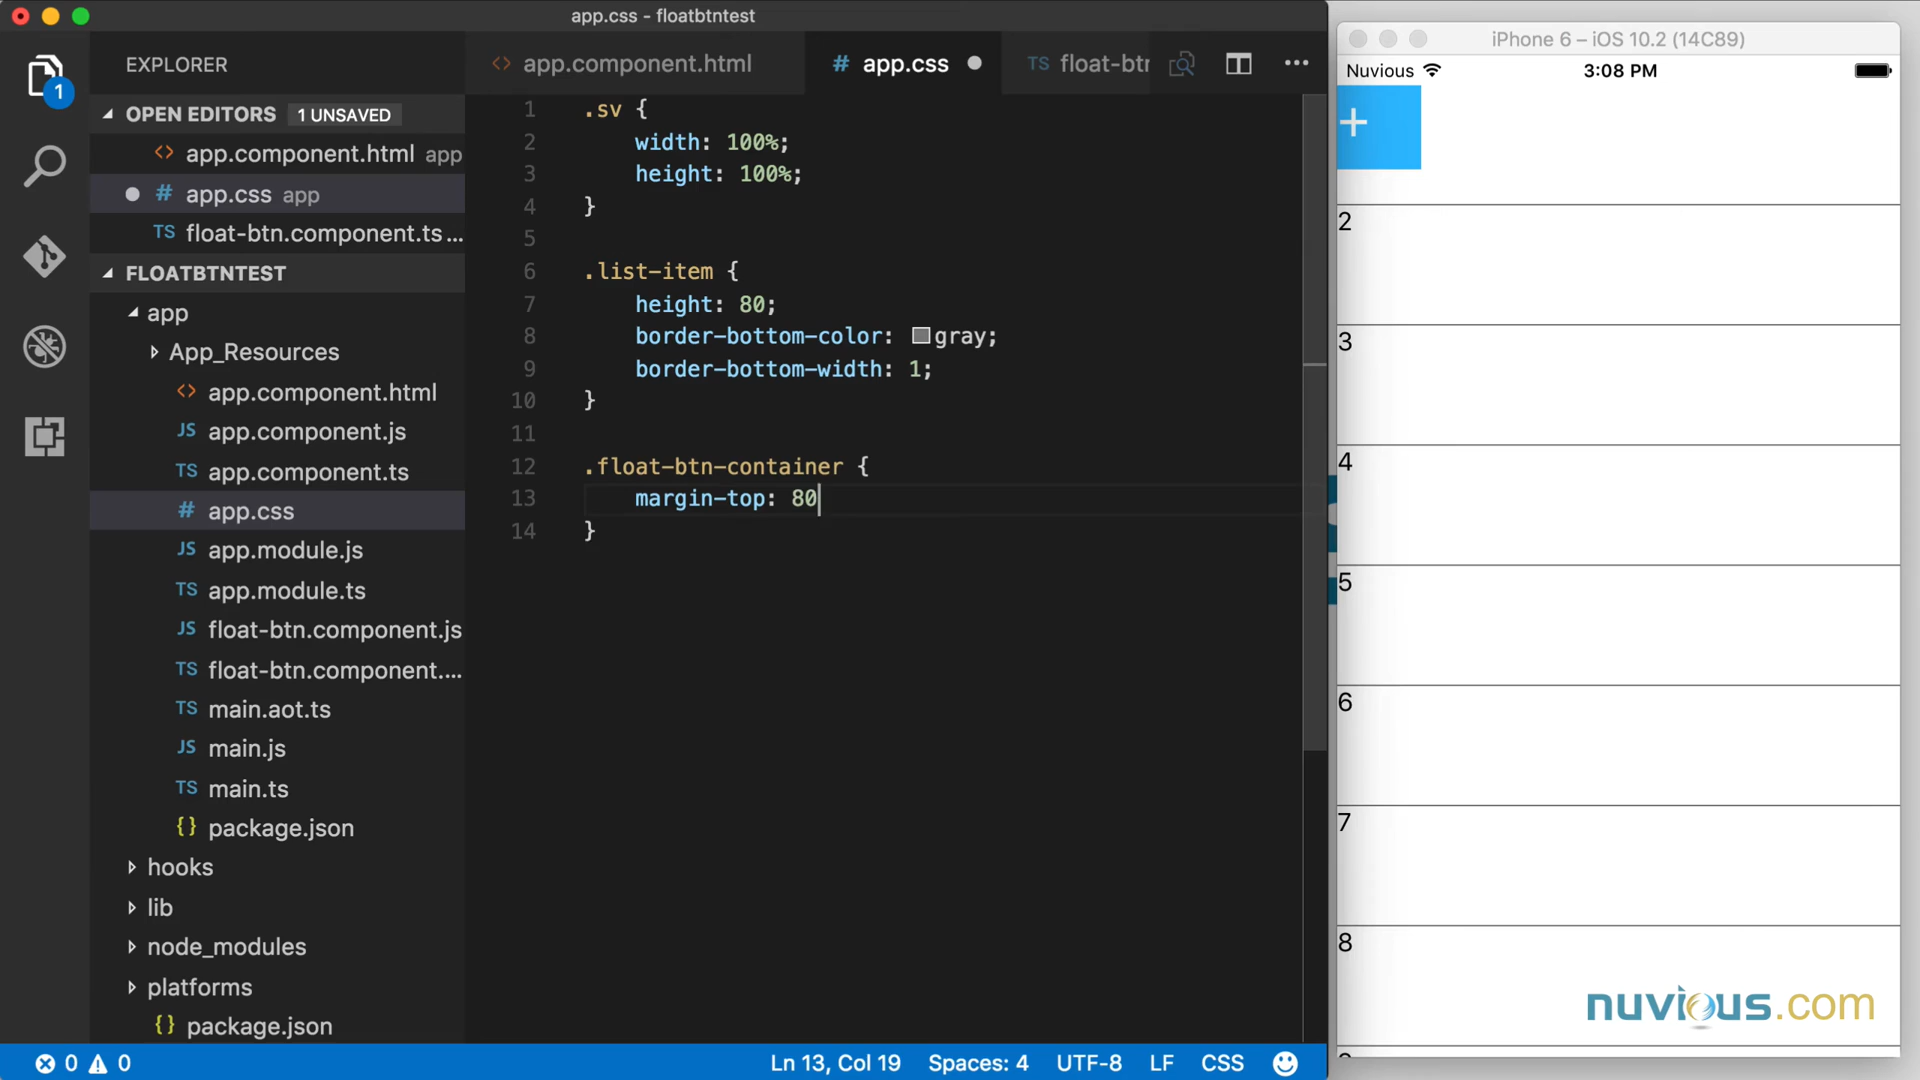 app.css - floatbtntest
EXPLORER
OPEN EDITORS 1 UNSAVED
app.component.html app
# app.css app
TS float-btn.component.ts ...
FLOATBTNTEST
app
App_Resources
<> app.component.html
JS app.component.js
TS app.component.ts
# app.css
JS app.module.js
TS app.module.ts
JS float-btn.component.js
TS float-btn.component....
TS main.aot.ts
JS main.js
TS main.ts
{} package.json
hooks
lib
node_modules
platforms
{} package.json
1
<> app.component.html
# app.css
TS float-btr
1 .sv {
2 width: 100%;
3 height: 100%;
4 }
5
6 .list-item {
7 height: 80;
8 border-bottom-color: gray;
9 border-bottom-width: 1;
10 }
11
12 .float-btn-container {
13 margin-top: 80
14 }
0 0
Ln 13, Col 19 Spaces: 4 UTF-8 LF CSS
iPhone 6 – iOS 10.2 (14C89)
Nuvious 3:08 PM
+
2
3
4
5
6
7
8
nuvious.com